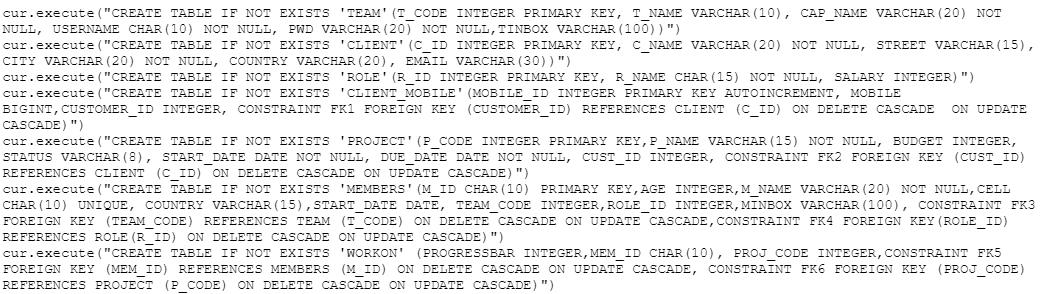 cur.execute("CREATE TABLE IF NOT EXISTS 'TEAM'(T_CODE INTEGER PRIMARY KEY, T_NAME VARCHAR(10), CAP_NAME VARCHAR(20) NOT
NULL, USERNAME CHAR(10) NOT NULL, PWD VARCHAR(20) NOT NULL,TINBOX VARCHAR(100))")
cur.execute("CREATE TABLE IF NOT EXISTS 'CLIENT'(C_ID INTEGER PRIMARY KEY, C_NAME VARCHAR(20) NOT NULL, STREET VARCHAR(15),
CITY VARCHAR(20) NOT NULL, COUNTRY VARCHAR(20), EMAIL VARCHAR(30))")
cur.execute("CREATE TABLE IF NOT EXISTS 'ROLE'(R_ID INTEGER PRIMARY KEY, R_NAME CHAR(15) NOT NULL, SALARY INTEGER)")
cur.execute("CREATE TABLE IF NOT EXISTS 'CLIENT_MOBILE'(MOBILE_ID INTEGER PRIMARY KEY AUTOINCREMENT, MOBILE
BIGINT,CUSTOMER_ID INTEGER, CONSTRAINT FK1 FOREIGN KEY (CUSTOMER_ID) REFERENCES CLIENT (C_ID) ON DELETE CASCADE  ON UPDATE
CASCADE)")
cur.execute("CREATE TABLE IF NOT EXISTS 'PROJECT'(P_CODE INTEGER PRIMARY KEY,P_NAME VARCHAR(15) NOT NULL, BUDGET INTEGER,
STATUS VARCHAR(8), START_DATE DATE NOT NULL, DUE_DATE DATE NOT NULL, CUST_ID INTEGER, CONSTRAINT FK2 FOREIGN KEY (CUST_ID)
REFERENCES CLIENT (C_ID) ON DELETE CASCADE ON UPDATE CASCADE)")
cur.execute("CREATE TABLE IF NOT EXISTS 'MEMBERS'(M_ID CHAR(10) PRIMARY KEY,AGE INTEGER,M_NAME VARCHAR(20) NOT NULL,CELL
CHAR(10) UNIQUE, COUNTRY VARCHAR(15),START_DATE DATE, TEAM_CODE INTEGER,ROLE_ID INTEGER,MINBOX VARCHAR(100), CONSTRAINT FK3
FOREIGN KEY (TEAM_CODE) REFERENCES TEAM (T_CODE) ON DELETE CASCADE ON UPDATE CASCADE,CONSTRAINT FK4 FOREIGN KEY(ROLE_ID)
REFERENCES ROLE(R_ID) ON DELETE CASCADE ON UPDATE CASCADE)")
cur.execute("CREATE TABLE IF NOT EXISTS 'WORKON' (PROGRESSBAR INTEGER,MEM_ID CHAR(10), PROJ_CODE INTEGER,CONSTRAINT FK5
FOREIGN KEY (MEM_ID) REFERENCES MEMBERS (M_ID) ON DELETE CASCADE ON UPDATE CASCADE, CONSTRAINT FK6 FOREIGN KEY (PROJ_CODE)
REFERENCES PROJECT (P_CODE) ON DELETE CASCADE ON UPDATE CASCADE)")